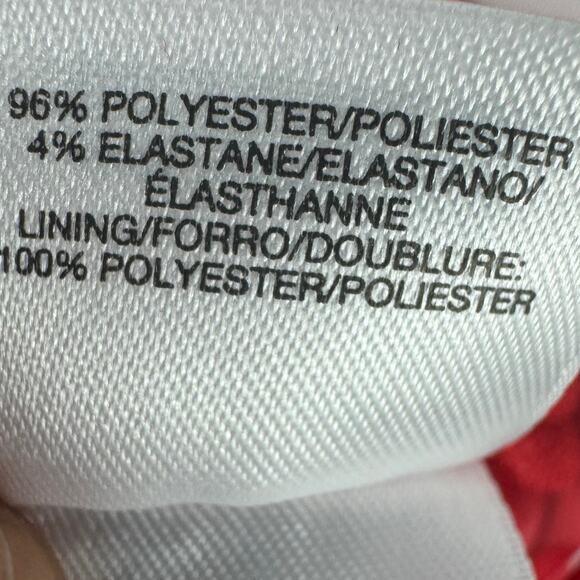 96% POLYESTER/POLIESTER
4% ELASTANE/ELASTANO/
ÉLASTHANNE
LINING/FORRO/DOUBLURE:
100% POLYESTER/POLIESTER